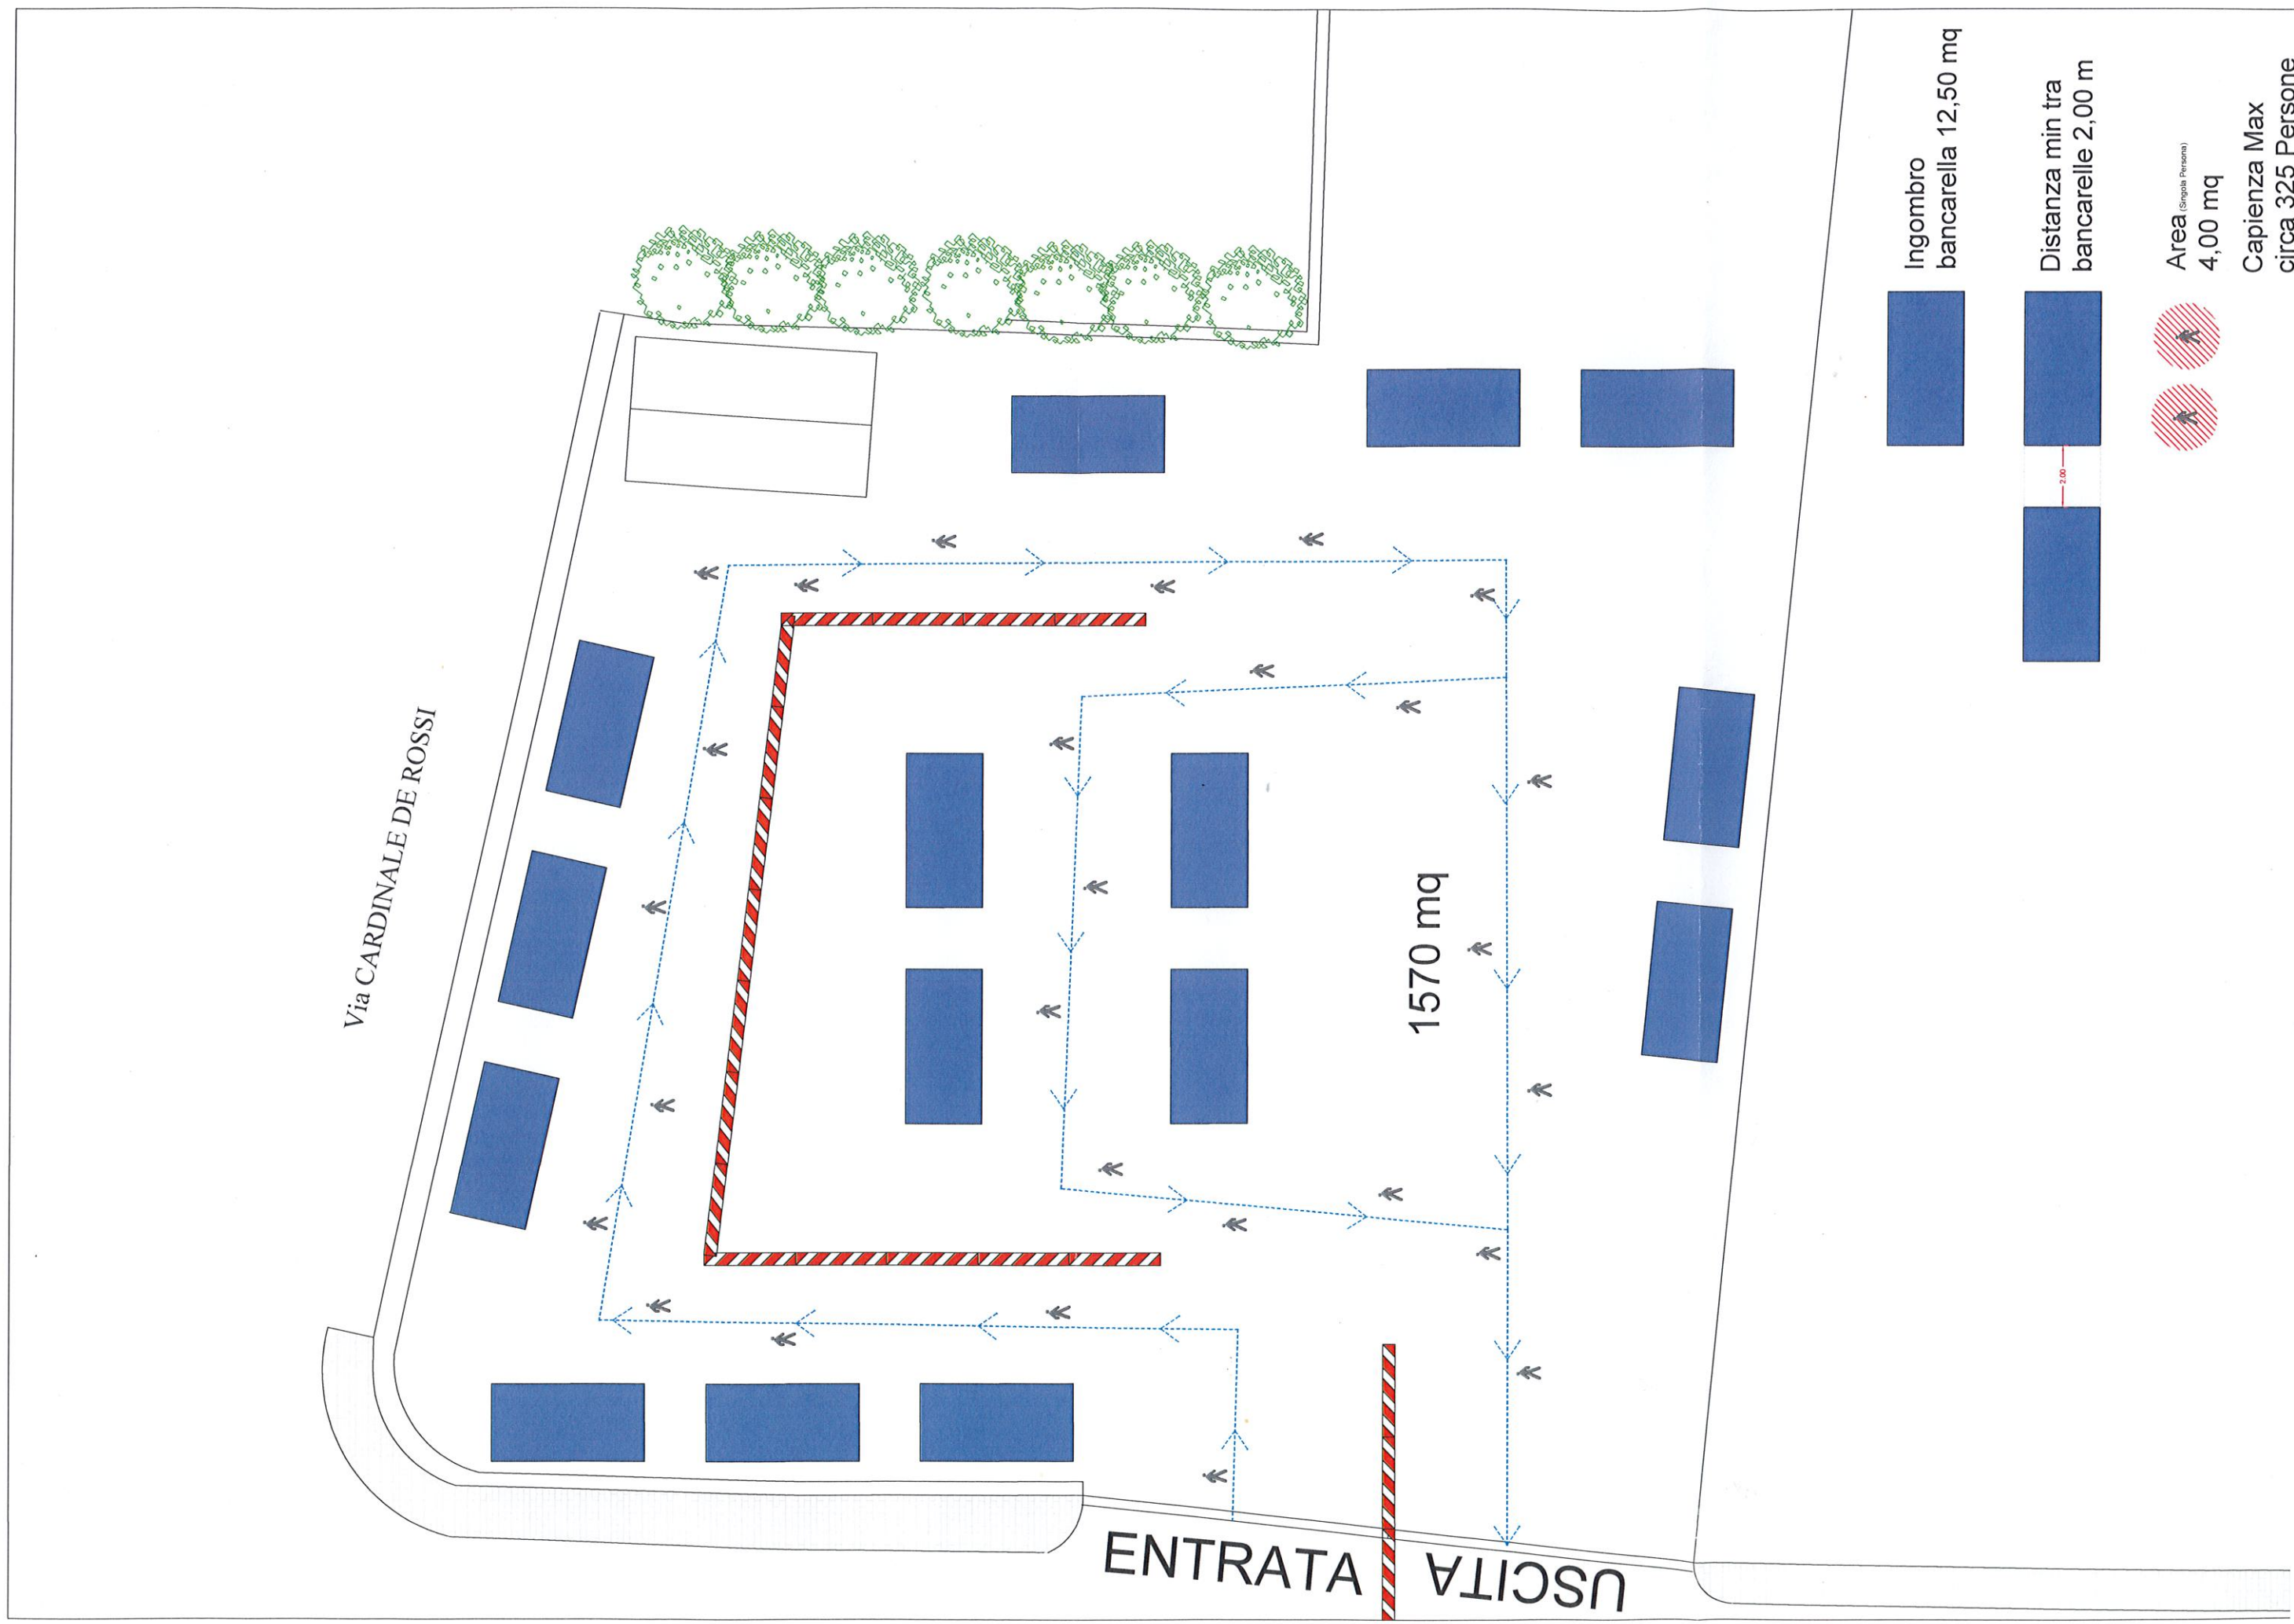 Via CARDINALE DE ROSSI
1570 mq
ENTRATA
USCITA
Ingombro
bancarella 12,50 mq
Distanza min tra
bancarelle 2,00 m
2.00
Area (Singola Persona)
4,00 mq
Capienza Max
circa 325 Persone